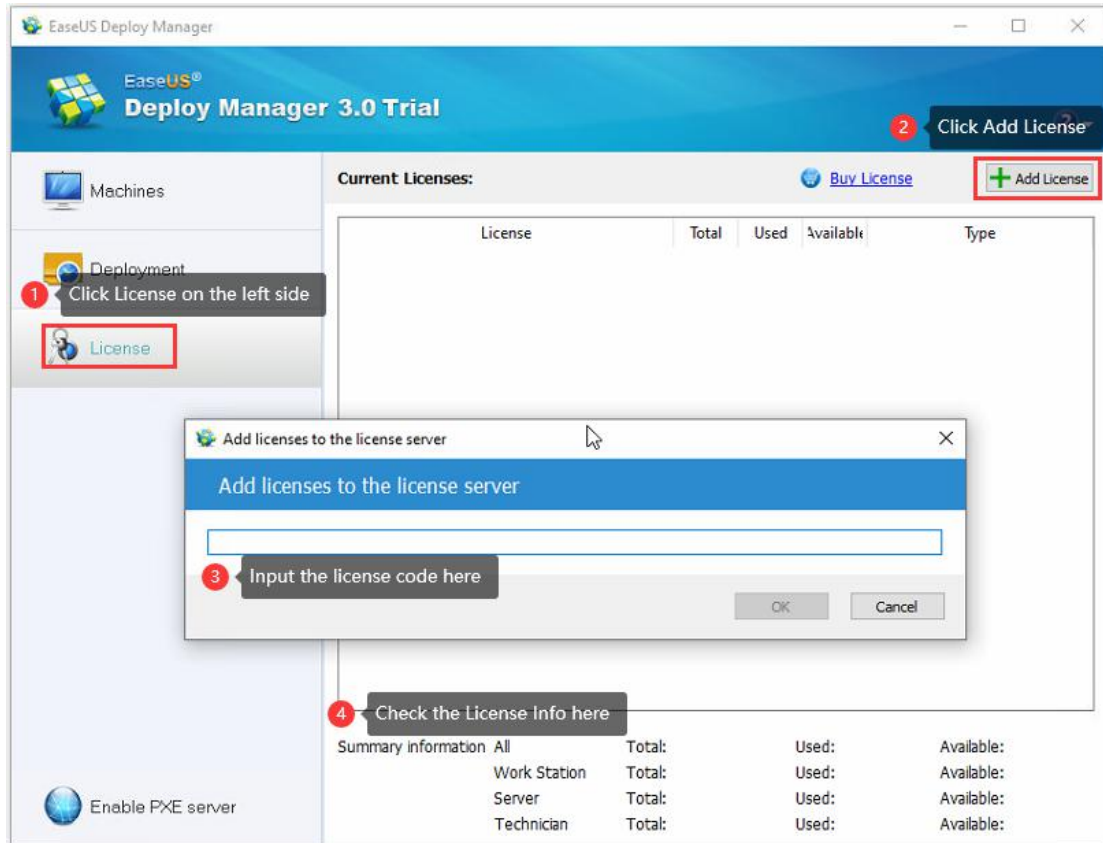 EaseUS Deploy Manager
EaseUS®
Deploy Manager 3.0 Trial
2 Click Add License
Machines
Current Licenses:
Buy License
Add License
License Total Used Available Type
Deployment
1 Click License on the left side
License
Add licenses to the license server
Add licenses to the license server
3 Input the license code here
OK Cancel
4 Check the License Info here
Summary information All Total: Used: Available:
Work Station Total: Used: Available:
Server Total: Used: Available:
Technician Total: Used: Available:
Enable PXE server